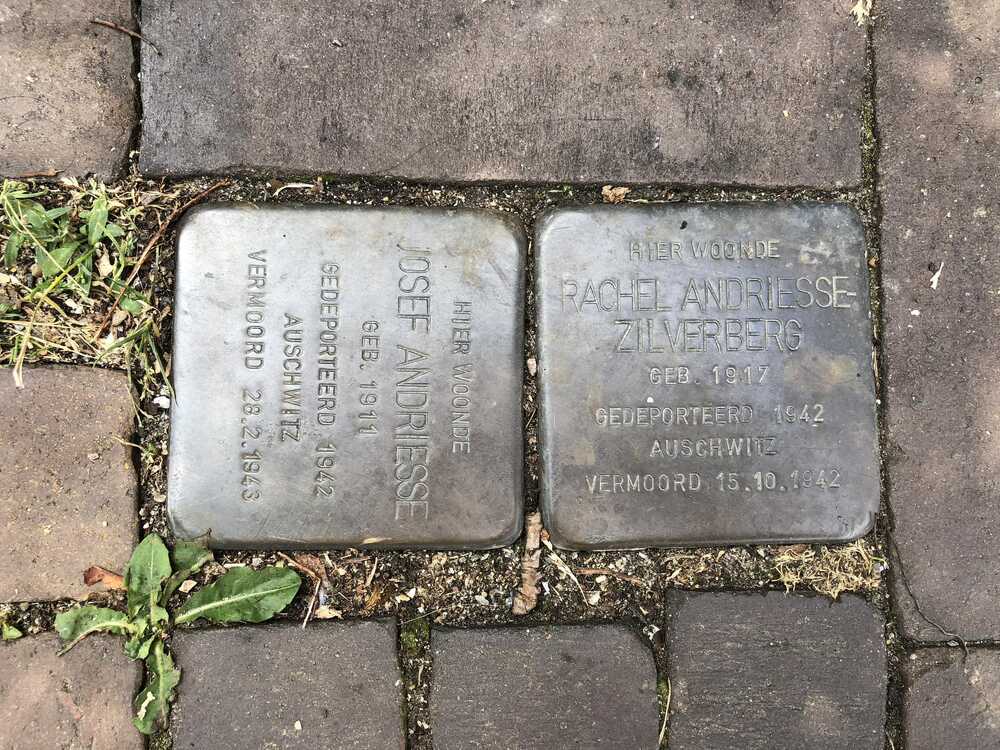 HIER WOONDE
JOSEF ANDRIESSE
GEB. 1911
GEDEPORTEERD 1942
AUSCHWITZ
VERMOORD 28.2.1943
HIER WOONDE
RACHEL ANDRIESSE-
ZILVERBERG
GEB. 1917
GEDEPORTEERD 1942
AUSCHWITZ
VERMOORD 15.10.1942